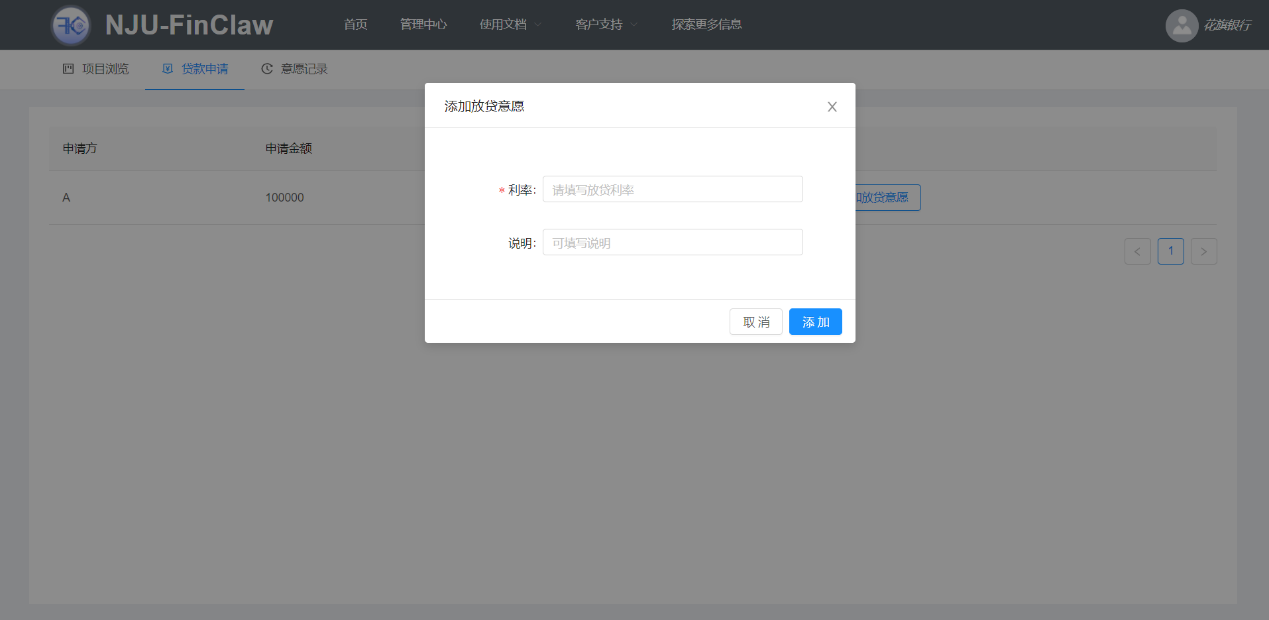 NJU-FinClaw 首页 管理中心 使用文档 客户支持 探索更多信息 花旗银行
项目浏览 贷款申请 意愿记录
添加放贷意愿
申请方 申请金额
* 利率: 请填写放贷利率
A 100000 加放贷意愿
说明: 可填写说明
1
取消 添加